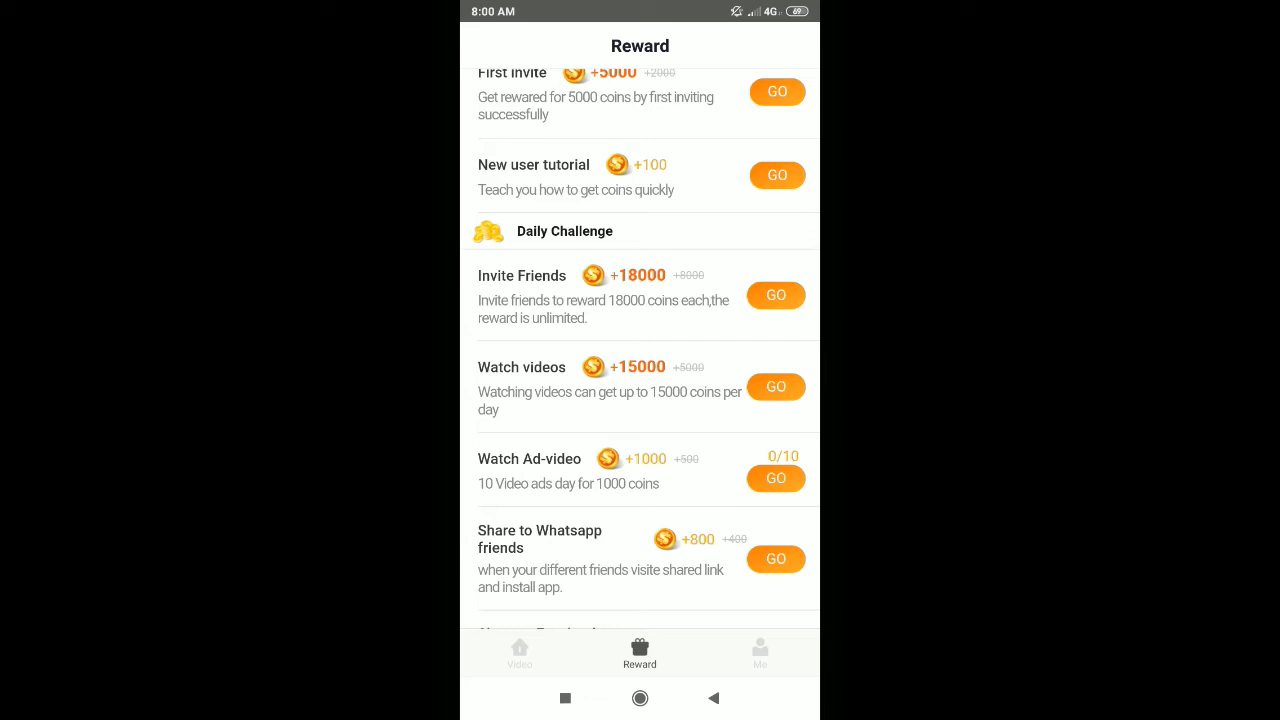 8:00 AM 4G 69
Reward
First Invite +5000 +2000
GO
Get rewared for 5000 coins by first inviting
successfully
New user tutorial +100
GO
Teach you how to get coins quickly
Daily Challenge
Invite Friends +18000 +8000
GO
Invite friends to reward 18000 coins each,the
reward is unlimited.
Watch videos +15000 +5000
GO
Watching videos can get up to 15000 coins per
day
Watch Ad-video +1000 +500
0/10
GO
10 Video ads day for 1000 coins
Share to Whatsapp
friends
+800 +400
GO
when your different friends visite shared link
and install app.
Video Reward Me